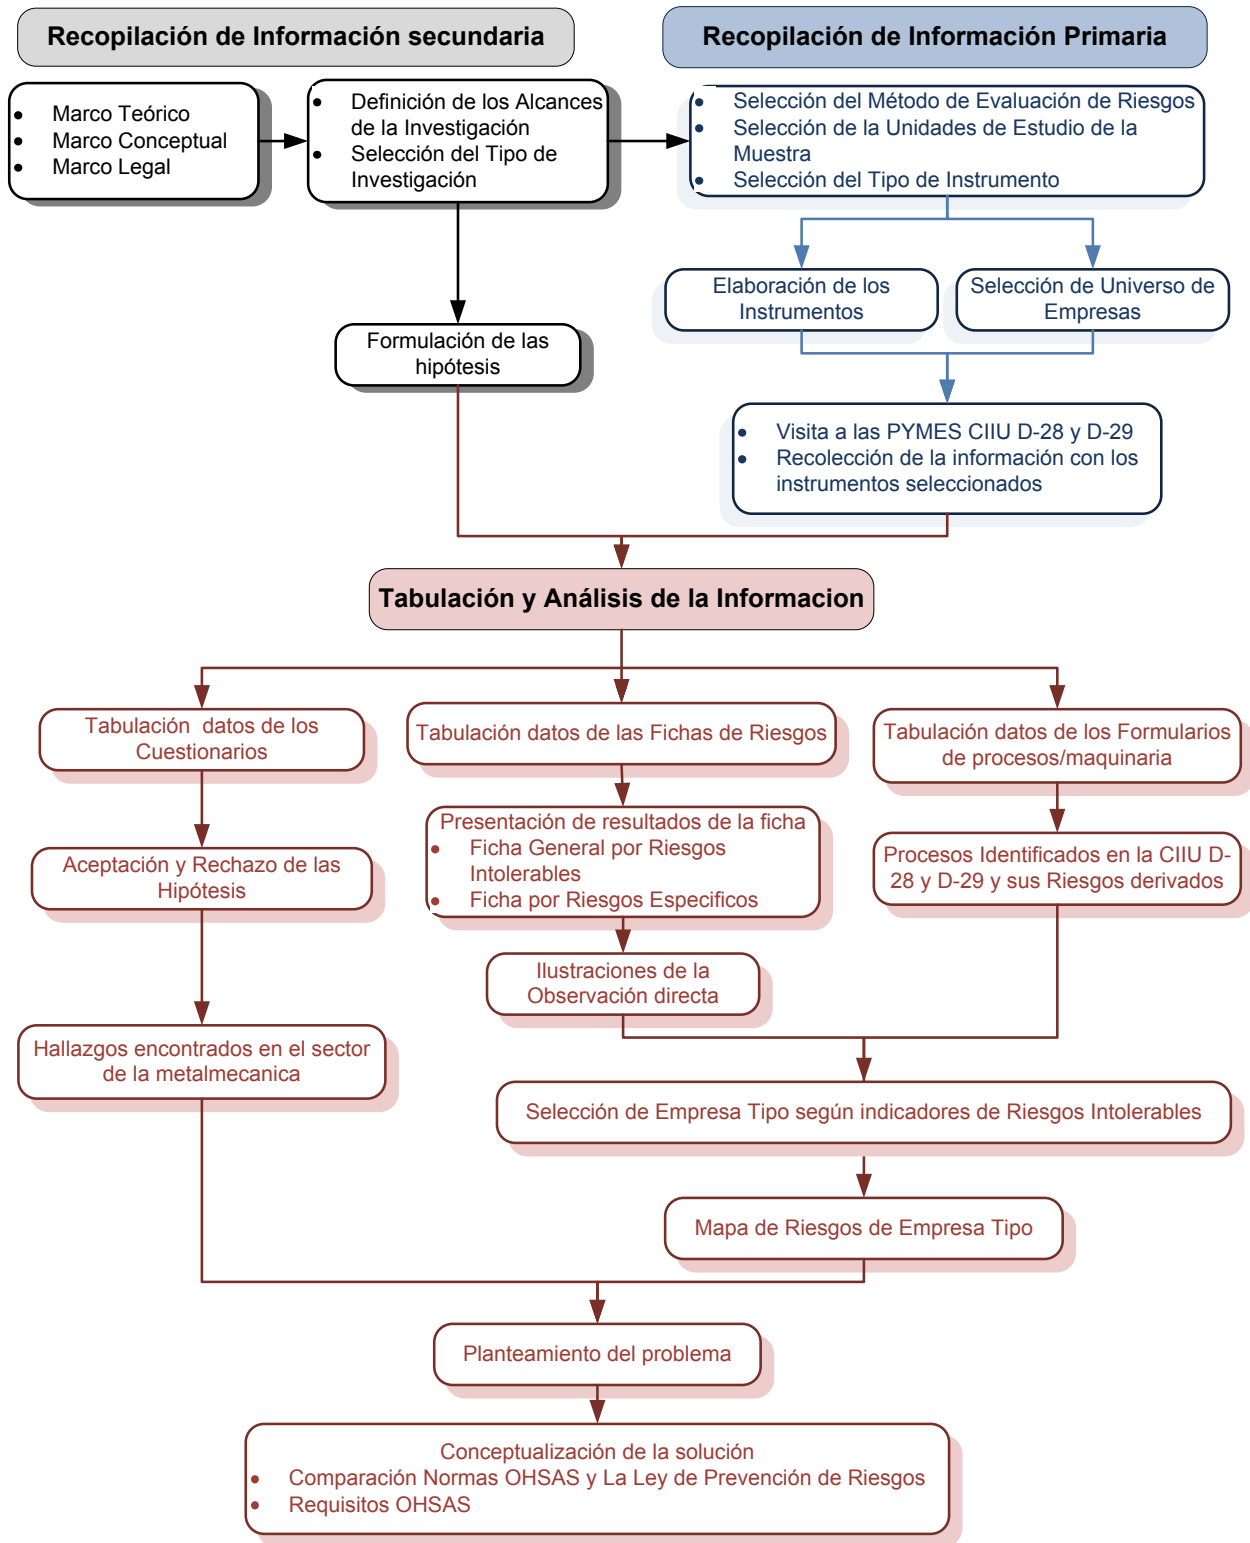 Recopilación de Información secundaria
Recopilación de Información Primaria
• Marco Teórico
• Marco Conceptual
• Marco Legal
• Definición de los Alcances
de la Investigación
• Selección del Tipo de
Investigación
• Selección del Método de Evaluación de Riesgos
• Selección de la Unidades de Estudio de la
Muestra
• Selección del Tipo de Instrumento
Elaboración de los
Instrumentos
Selección de Universo de
Empresas
Formulación de las
hipótesis
• Visita a las PYMES CIIU D-28 y D-29
• Recolección de la información con los
instrumentos seleccionados
Tabulación y Análisis de la Informacion
Tabulación datos de los
Cuestionarios
Tabulación datos de las Fichas de Riesgos
Tabulación datos de los Formularios
de procesos/maquinaria
Aceptación y Rechazo de las
Hipótesis
Presentación de resultados de la ficha
• Ficha General por Riesgos
Intolerables
• Ficha por Riesgos Especificos
Procesos Identificados en la CIIU D-
28 y D-29 y sus Riesgos derivados
Ilustraciones de la
Observación directa
Hallazgos encontrados en el sector
de la metalmecanica
Selección de Empresa Tipo según indicadores de Riesgos Intolerables
Mapa de Riesgos de Empresa Tipo
Planteamiento del problema
Conceptualización de la solución
• Comparación Normas OHSAS y La Ley de Prevención de Riesgos
• Requisitos OHSAS